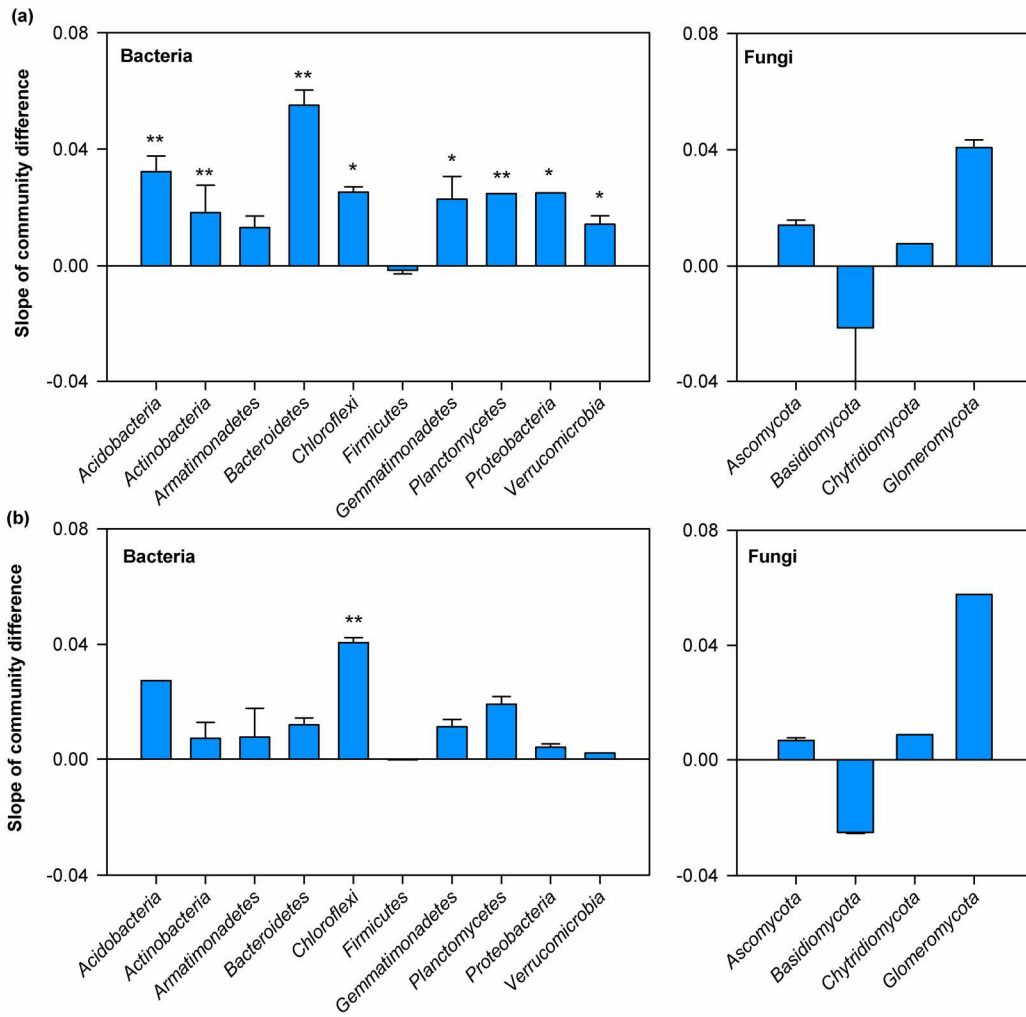 (a)
Slope of community difference
0.08
0.04
0.00
-0.04
Bacteria
**
**
**
*
*
**
*
*
Acidobacteria
Actinobacteria
Armatimonadetes
Bacteroidetes
Chloroflexi
Firmicutes
Gemmatimonadetes
Planctomycetes
Proteobacteria
Verrucomicrobia
0.08
0.04
0.00
-0.04
Fungi
Ascomycota
Basidiomycota
Chytridiomycota
Glomeromycota
(b)
Slope of community difference
0.08
0.04
0.00
-0.04
Bacteria
**
Acidobacteria
Actinobacteria
Armatimonadetes
Bacteroidetes
Chloroflexi
Firmicutes
Gemmatimonadetes
Planctomycetes
Proteobacteria
Verrucomicrobia
0.08
0.04
0.00
-0.04
Fungi
Ascomycota
Basidiomycota
Chytridiomycota
Glomeromycota